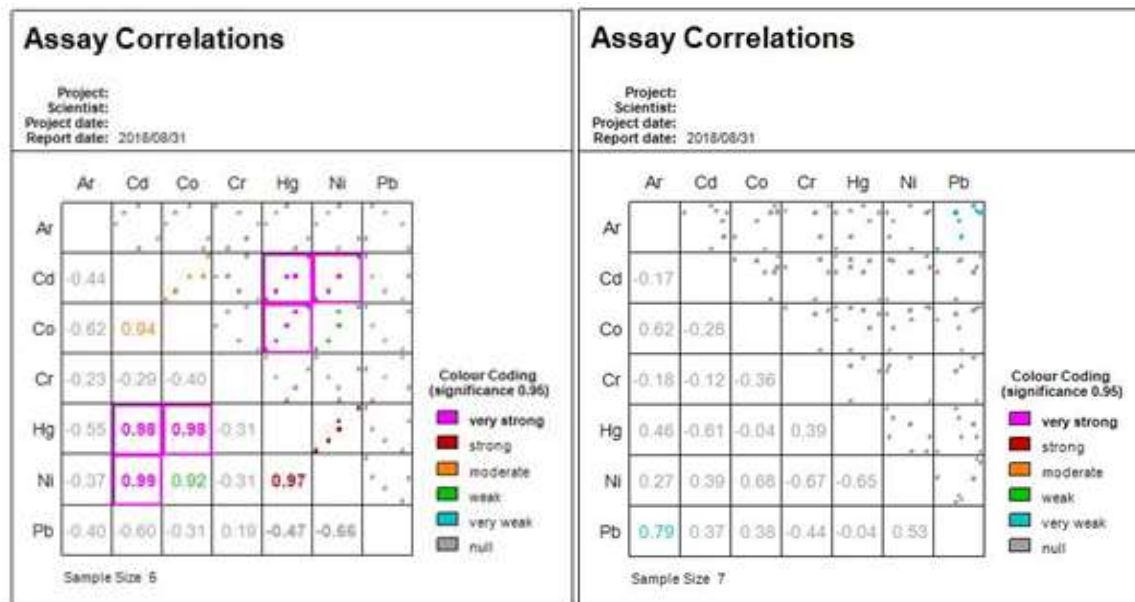 Assay Correlations
Project:
Scientist:
Project date:
Report date: 2018/08/31
Ar Cd Co Cr Hg Ni Pb
Ar
Cd -0.44
Co -0.62 0.94
Cr -0.23 -0.29 -0.40
Hg -0.55 0.98 0.98 -0.31
Ni -0.37 0.99 0.92 -0.31 0.97
Pb -0.40 -0.60 -0.31 0.19 -0.47 -0.66
Colour Coding
(significance 0.95)
very strong
strong
moderate
weak
very weak
null
Sample Size 6
Assay Correlations
Project:
Scientist:
Project date:
Report date: 2018/08/31
Ar Cd Co Cr Hg Ni Pb
Ar
Cd -0.17
Co 0.62 -0.28
Cr -0.18 -0.12 -0.36
Hg 0.46 -0.61 -0.04 0.39
Ni 0.27 0.39 0.68 -0.67 -0.65
Pb 0.79 0.37 0.38 -0.44 -0.04 0.53
Colour Coding
(significance 0.95)
very strong
strong
moderate
weak
very weak
null
Sample Size 7